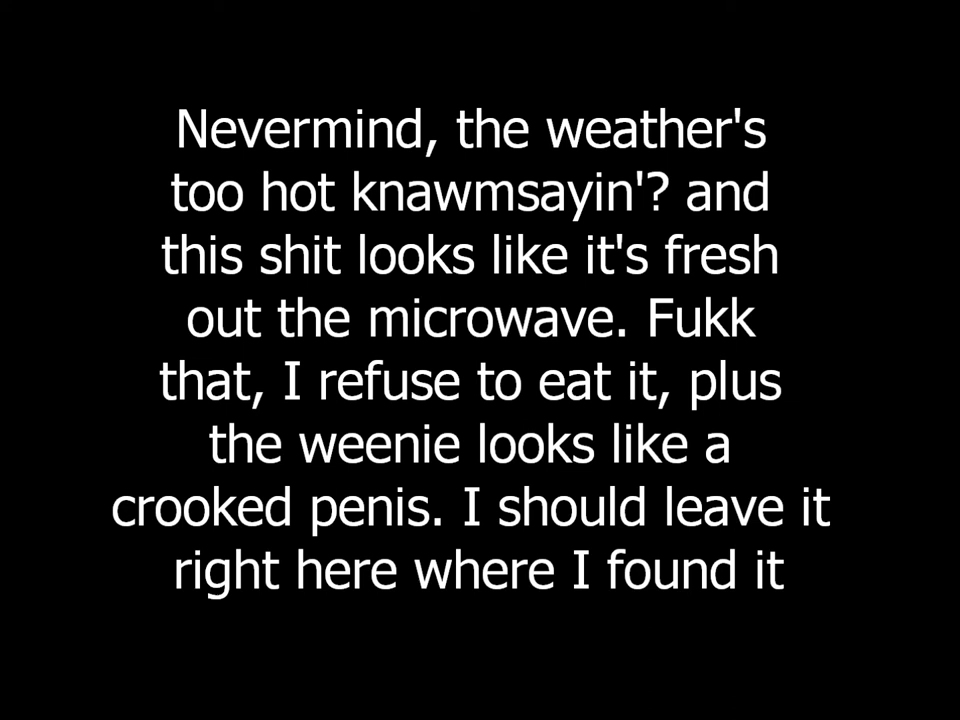 Nevermind, the weather's
too hot knawmsayin'? and
this shit looks like it's fresh
out the microwave. Fukk
that, I refuse to eat it, plus
the weenie looks like a
crooked penis. I should leave it
right here where I found it